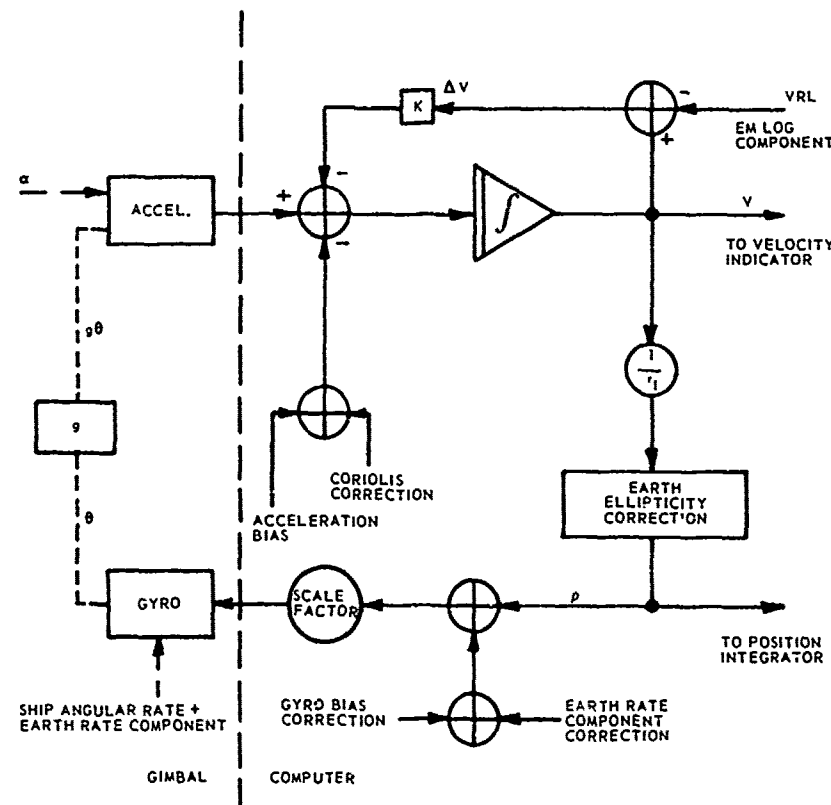 ΔV
VRL
K
-
EM LOG
COMPONENT
+
α
ACCEL.
+
-
-
∫
V
TO VELOCITY
INDICATOR
gθ
1
r1
g
CORIOLIS
CORRECTION
ACCELERATION
BIAS
EARTH
ELLIPTICITY
CORRECTION
θ
GYRO
SCALE
FACTOR
ρ
TO POSITION
INTEGRATOR
SHIP ANGULAR RATE +
EARTH RATE COMPONENT
GYRO BIAS
CORRECTION
EARTH RATE
COMPONENT
CORRECTION
GIMBAL
COMPUTER